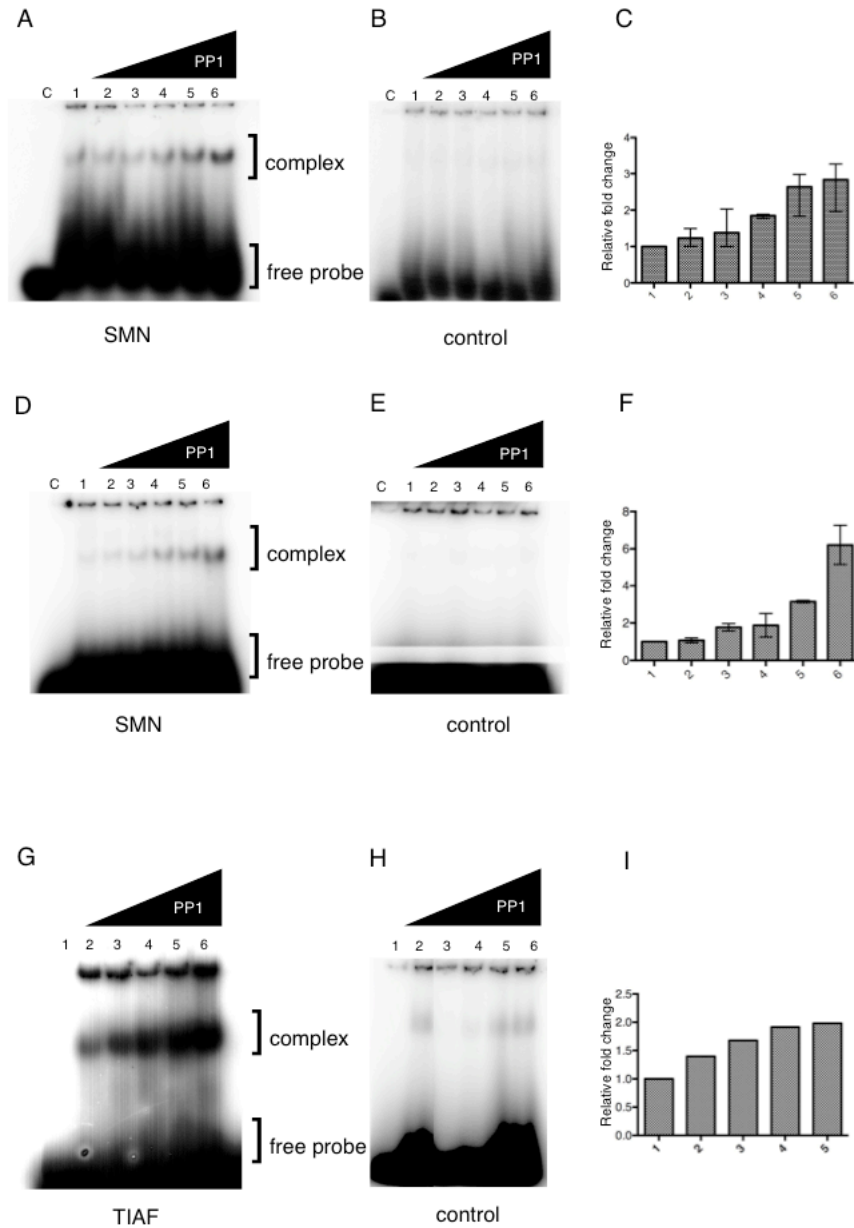 A
B
C
PP1
PP1
C 1 2 3 4 5 6
C 1 2 3 4 5 6
complex
free probe
SMN
control
Relative fold change
4
3
2
1
0
1 2 3 4 5 6
D
E
F
PP1
PP1
C 1 2 3 4 5 6
C 1 2 3 4 5 6
complex
free probe
SMN
control
Relative fold change
8
6
4
2
0
1 2 3 4 5 6
G
H
I
PP1
PP1
1 2 3 4 5 6
1 2 3 4 5 6
complex
free probe
TIAF
control
Relative fold change
2.5
2.0
1.5
1.0
0.5
0.0
1 2 3 4 5